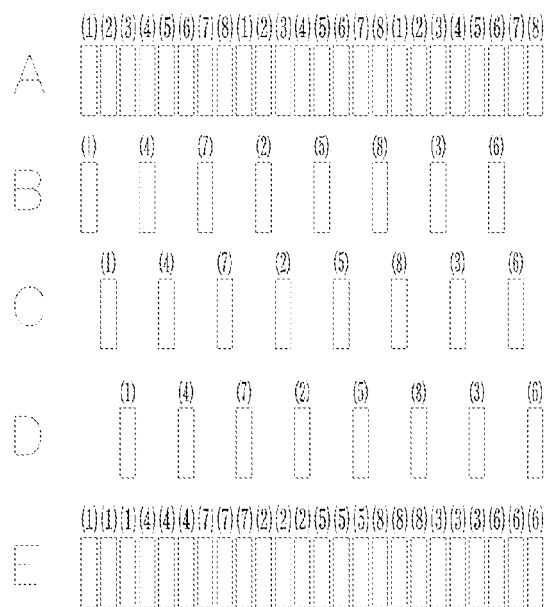 (1)(2)(3)(4)(5)(6)(7)(8)(1)(2)(3)(4)(5)(6)(7)(8)(1)(2)(3)(4)(5)(6)(7)(8)
A
(1) (4) (7) (2) (5) (8) (3) (6)
B
(1) (4) (7) (2) (5) (8) (3) (6)
C
(1) (4) (7) (2) (5) (8) (3) (6)
D
(1)(1)(1)(4)(4)(4)(7)(7)(7)(2)(2)(2)(5)(5)(5)(8)(8)(8)(3)(3)(3)(6)(6)(6)
E